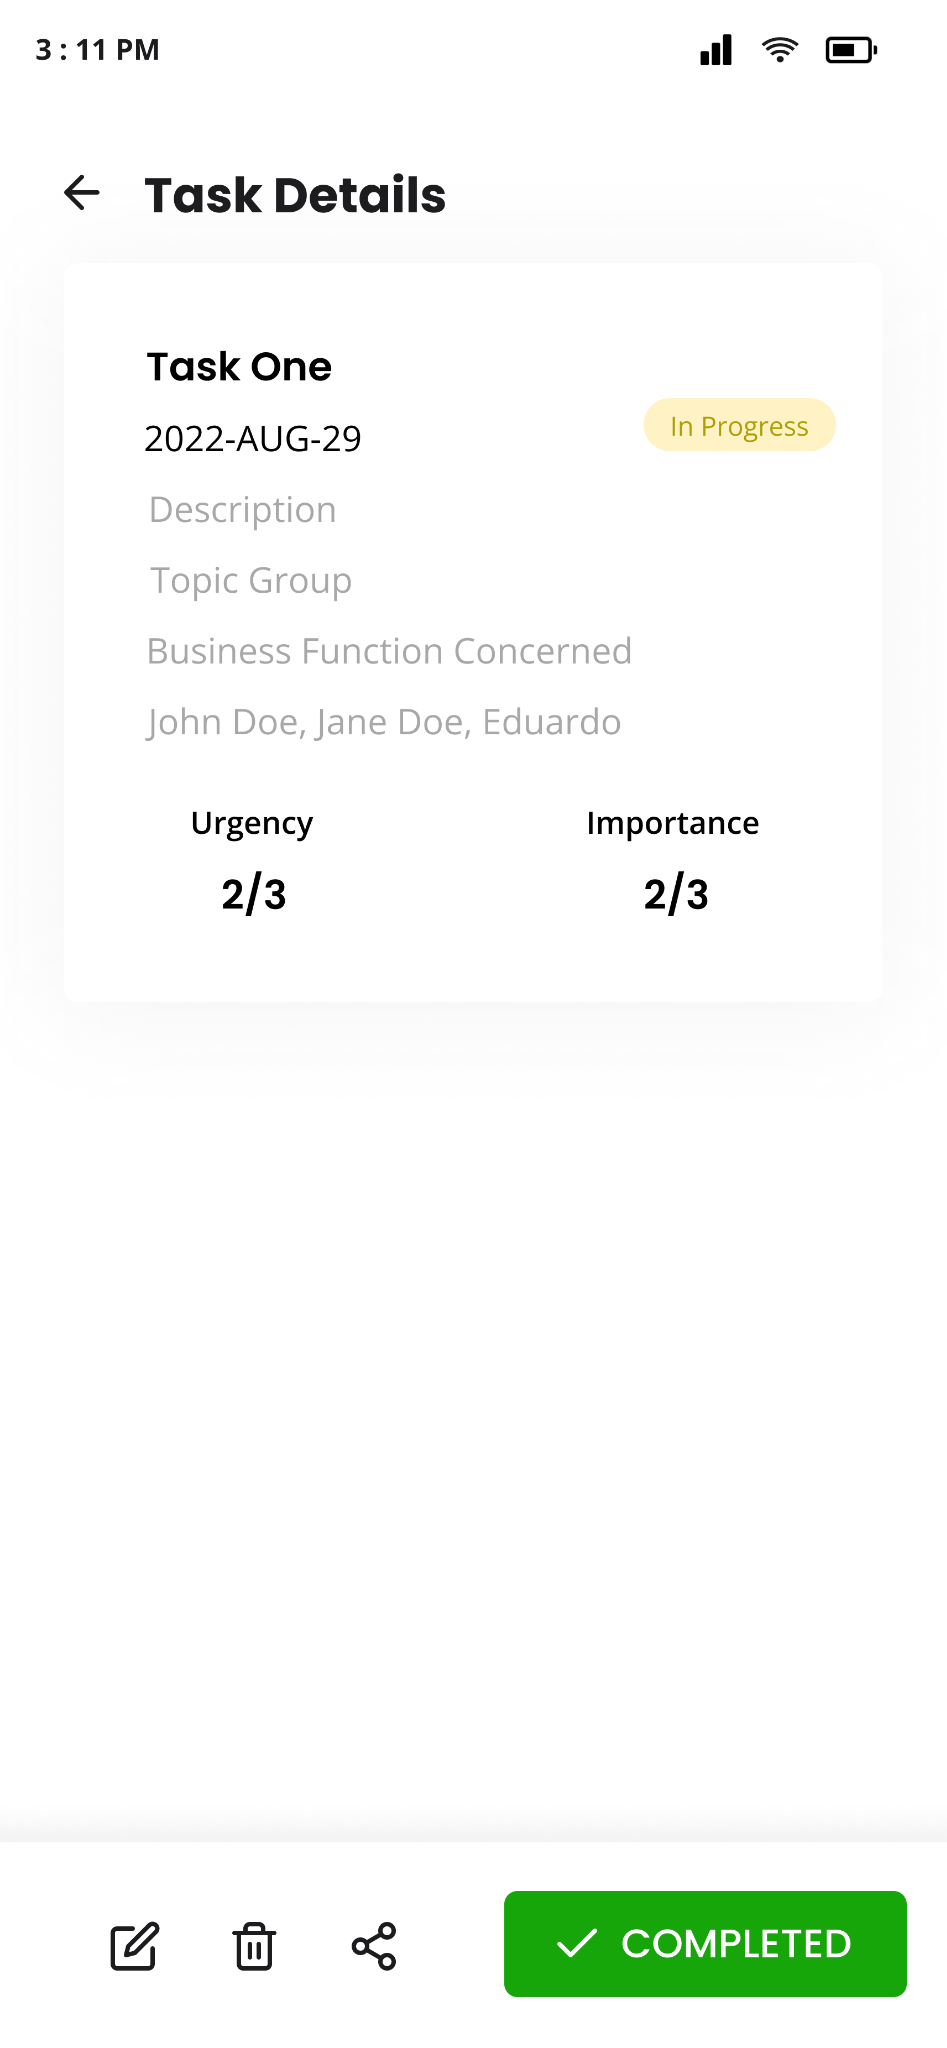 3 : 11 PM
Task Details
Task One
2022-AUG-29
In Progress
Description
Topic Group
Business Function Concerned
John Doe, Jane Doe, Eduardo
Urgency
Importance
2/3
2/3
COMPLETED